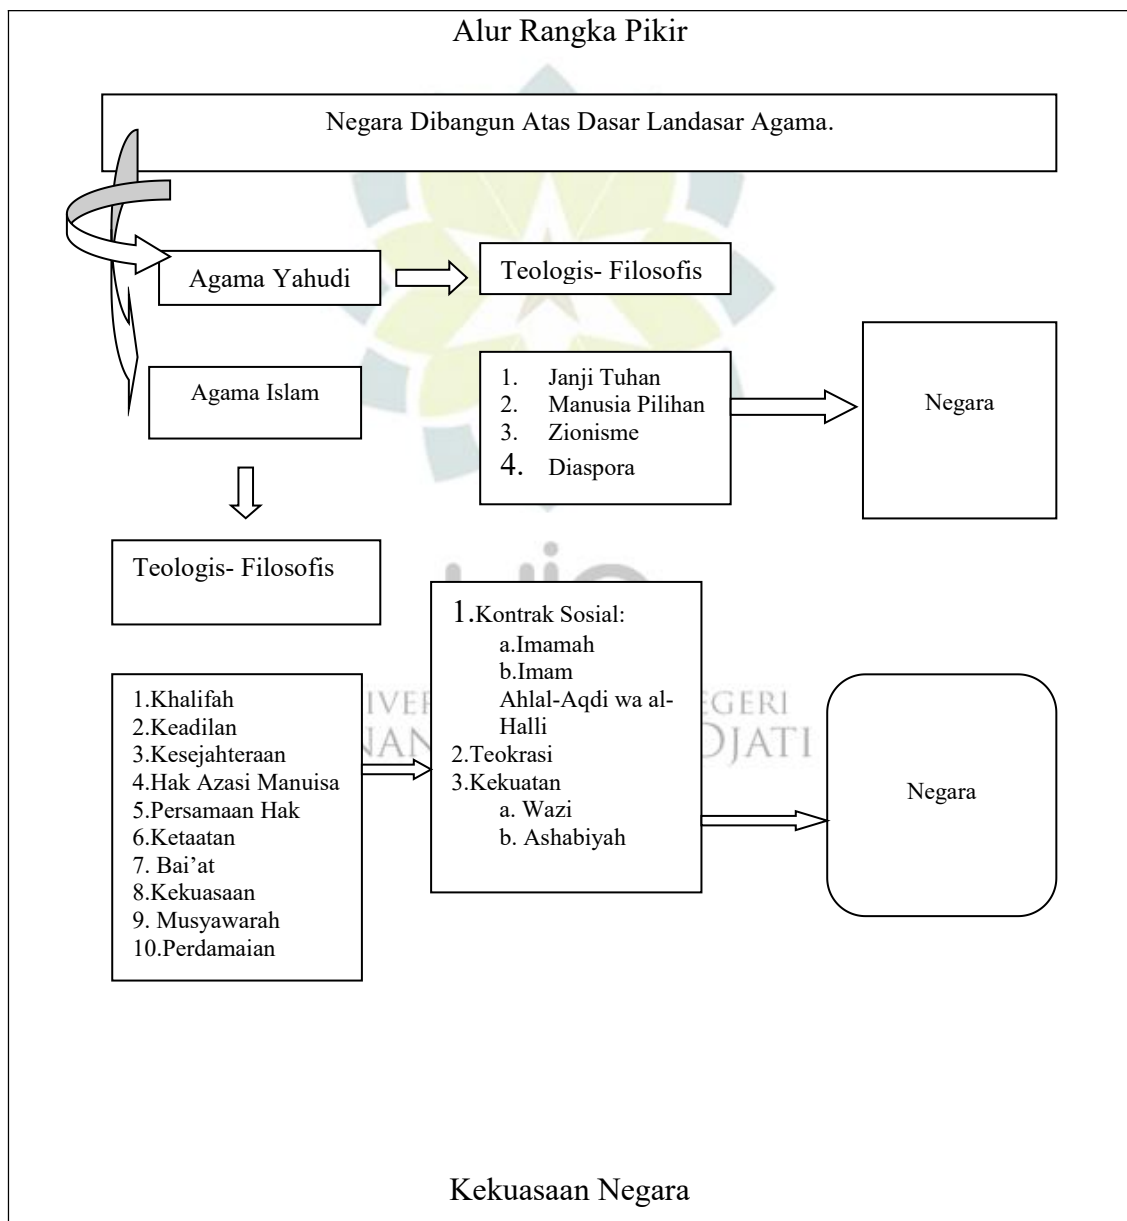 Alur Rangka Pikir
Negara Dibangun Atas Dasar Landasar Agama.
Agama Yahudi
Teologis- Filosofis
Agama Islam
1. Janji Tuhan
2. Manusia Pilihan
3. Zionisme
4. Diaspora
Negara
Teologis- Filosofis
1.Khalifah
2.Keadilan
3.Kesejahteraan
4.Hak Azasi Manuisa
5.Persamaan Hak
6.Ketaatan
7. Bai’at
8.Kekuasaan
9. Musyawarah
10.Perdamaian
1.Kontrak Sosial:
a.Imamah
b.Imam
Ahlal-Aqdi wa al-
Halli
2.Teokrasi
3.Kekuatan
a. Wazi
b. Ashabiyah
Negara
Kekuasaan Negara